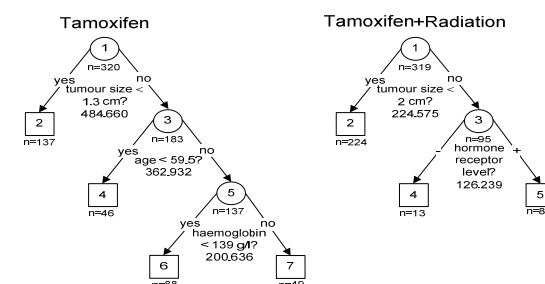 Tamoxifen
1
n=320
yes
no
tumour size <
1.3 cm?
484.660
2
n=137
3
n=183
yes
no
age < 59.5?
362.932
4
n=46
5
n=137
yes
no
haemoglobin
< 139 g/l?
200.636
6
n=88
7
n=49
Tamoxifen+Radiation
1
n=319
yes
no
tumour size <
2 cm?
224.575
2
n=224
3
n=95
-
+
hormone
receptor
level?
126.239
4
n=13
5